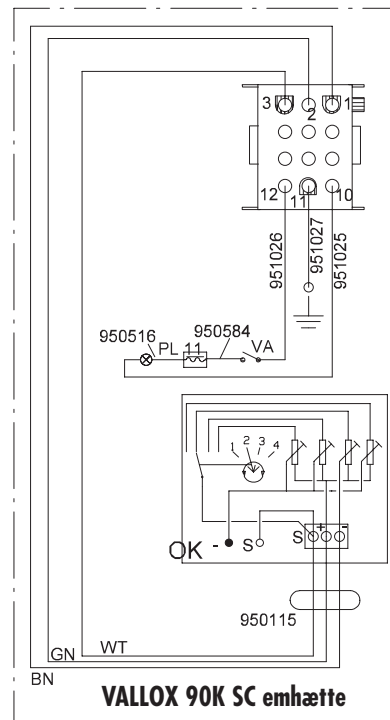 3 2 1
12 11 10
951026
951027
951025
950516
PL
11
950584
VA
1 2 3 4
+ -
S
OK - S
950115
WT
GN
BN
VALLOX 90K SC emhætte